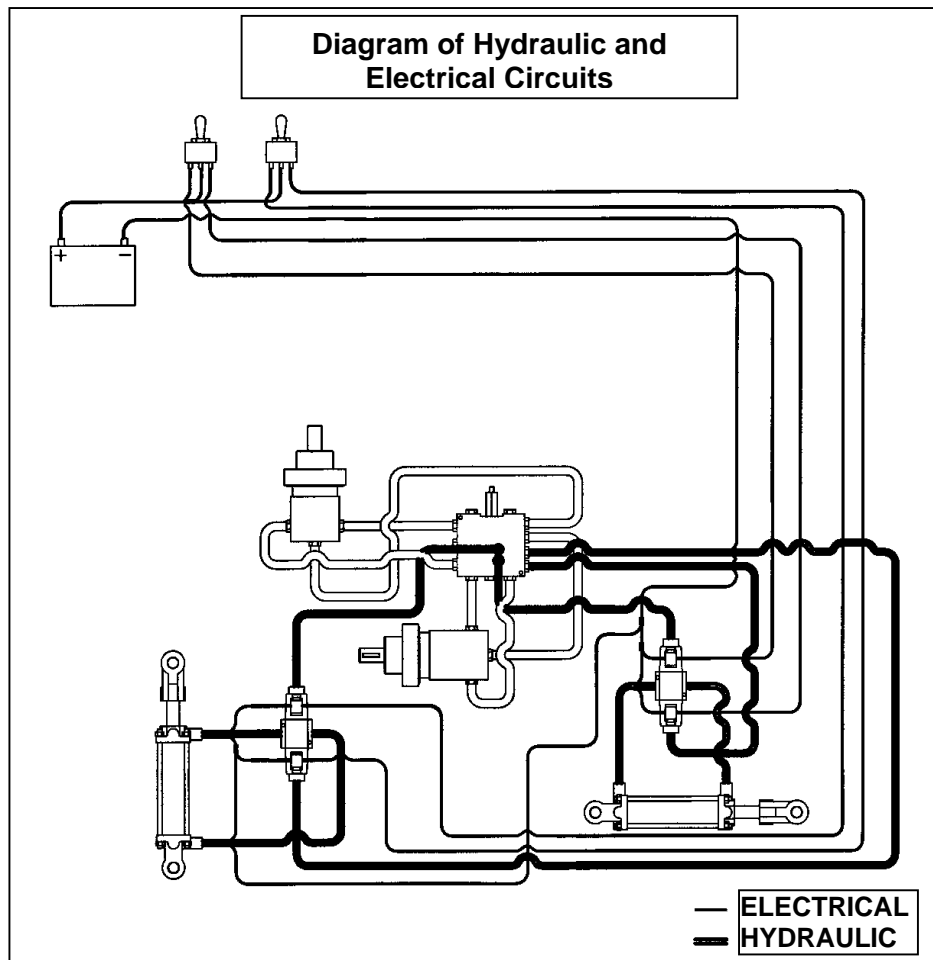 Diagram of Hydraulic and
Electrical Circuits
+ −
ELECTRICAL
HYDRAULIC